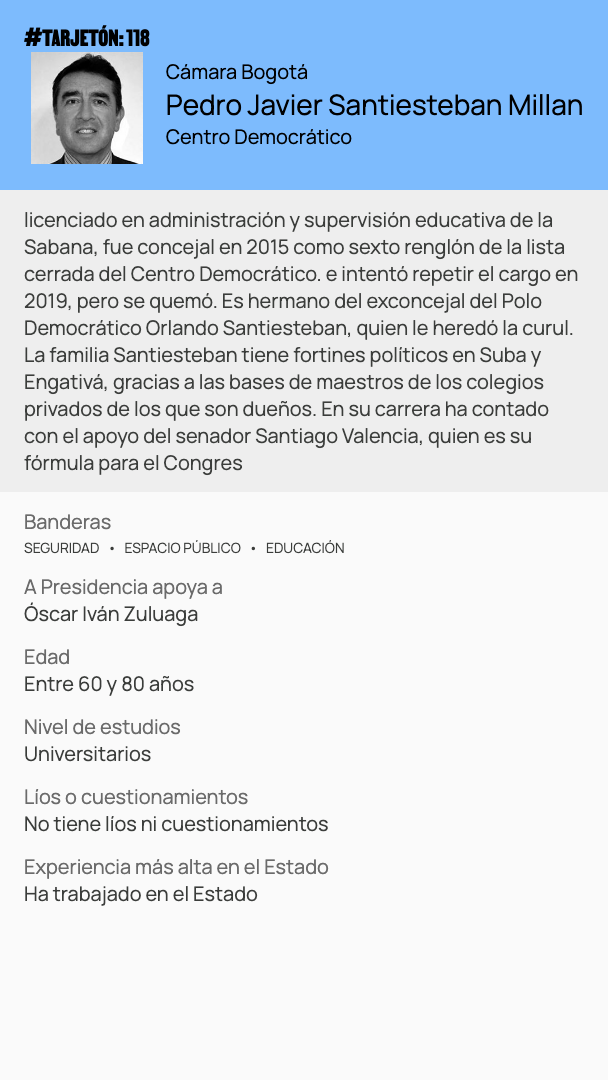 #TARJETÓN: 118
Cámara Bogotá
Pedro Javier Santiesteban Millan
Centro Democrático
licenciado en administración y supervisión educativa de la
Sabana, fue concejal en 2015 como sexto renglón de la lista
cerrada del Centro Democrático. e intentó repetir el cargo en
2019, pero se quemó. Es hermano del exconcejal del Polo
Democrático Orlando Santiesteban, quien le heredó la curul.
La familia Santiesteban tiene fortines políticos en Suba y
Engativá, gracias a las bases de maestros de los colegios
privados de los que son dueños. En su carrera ha contado
con el apoyo del senador Santiago Valencia, quien es su
fórmula para el Congres
Banderas
SEGURIDAD • ESPACIO PÚBLICO • EDUCACIÓN
A Presidencia apoya a
Óscar Iván Zuluaga
Edad
Entre 60 y 80 años
Nivel de estudios
Universitarios
Líos o cuestionamientos
No tiene líos ni cuestionamientos
Experiencia más alta en el Estado
Ha trabajado en el Estado